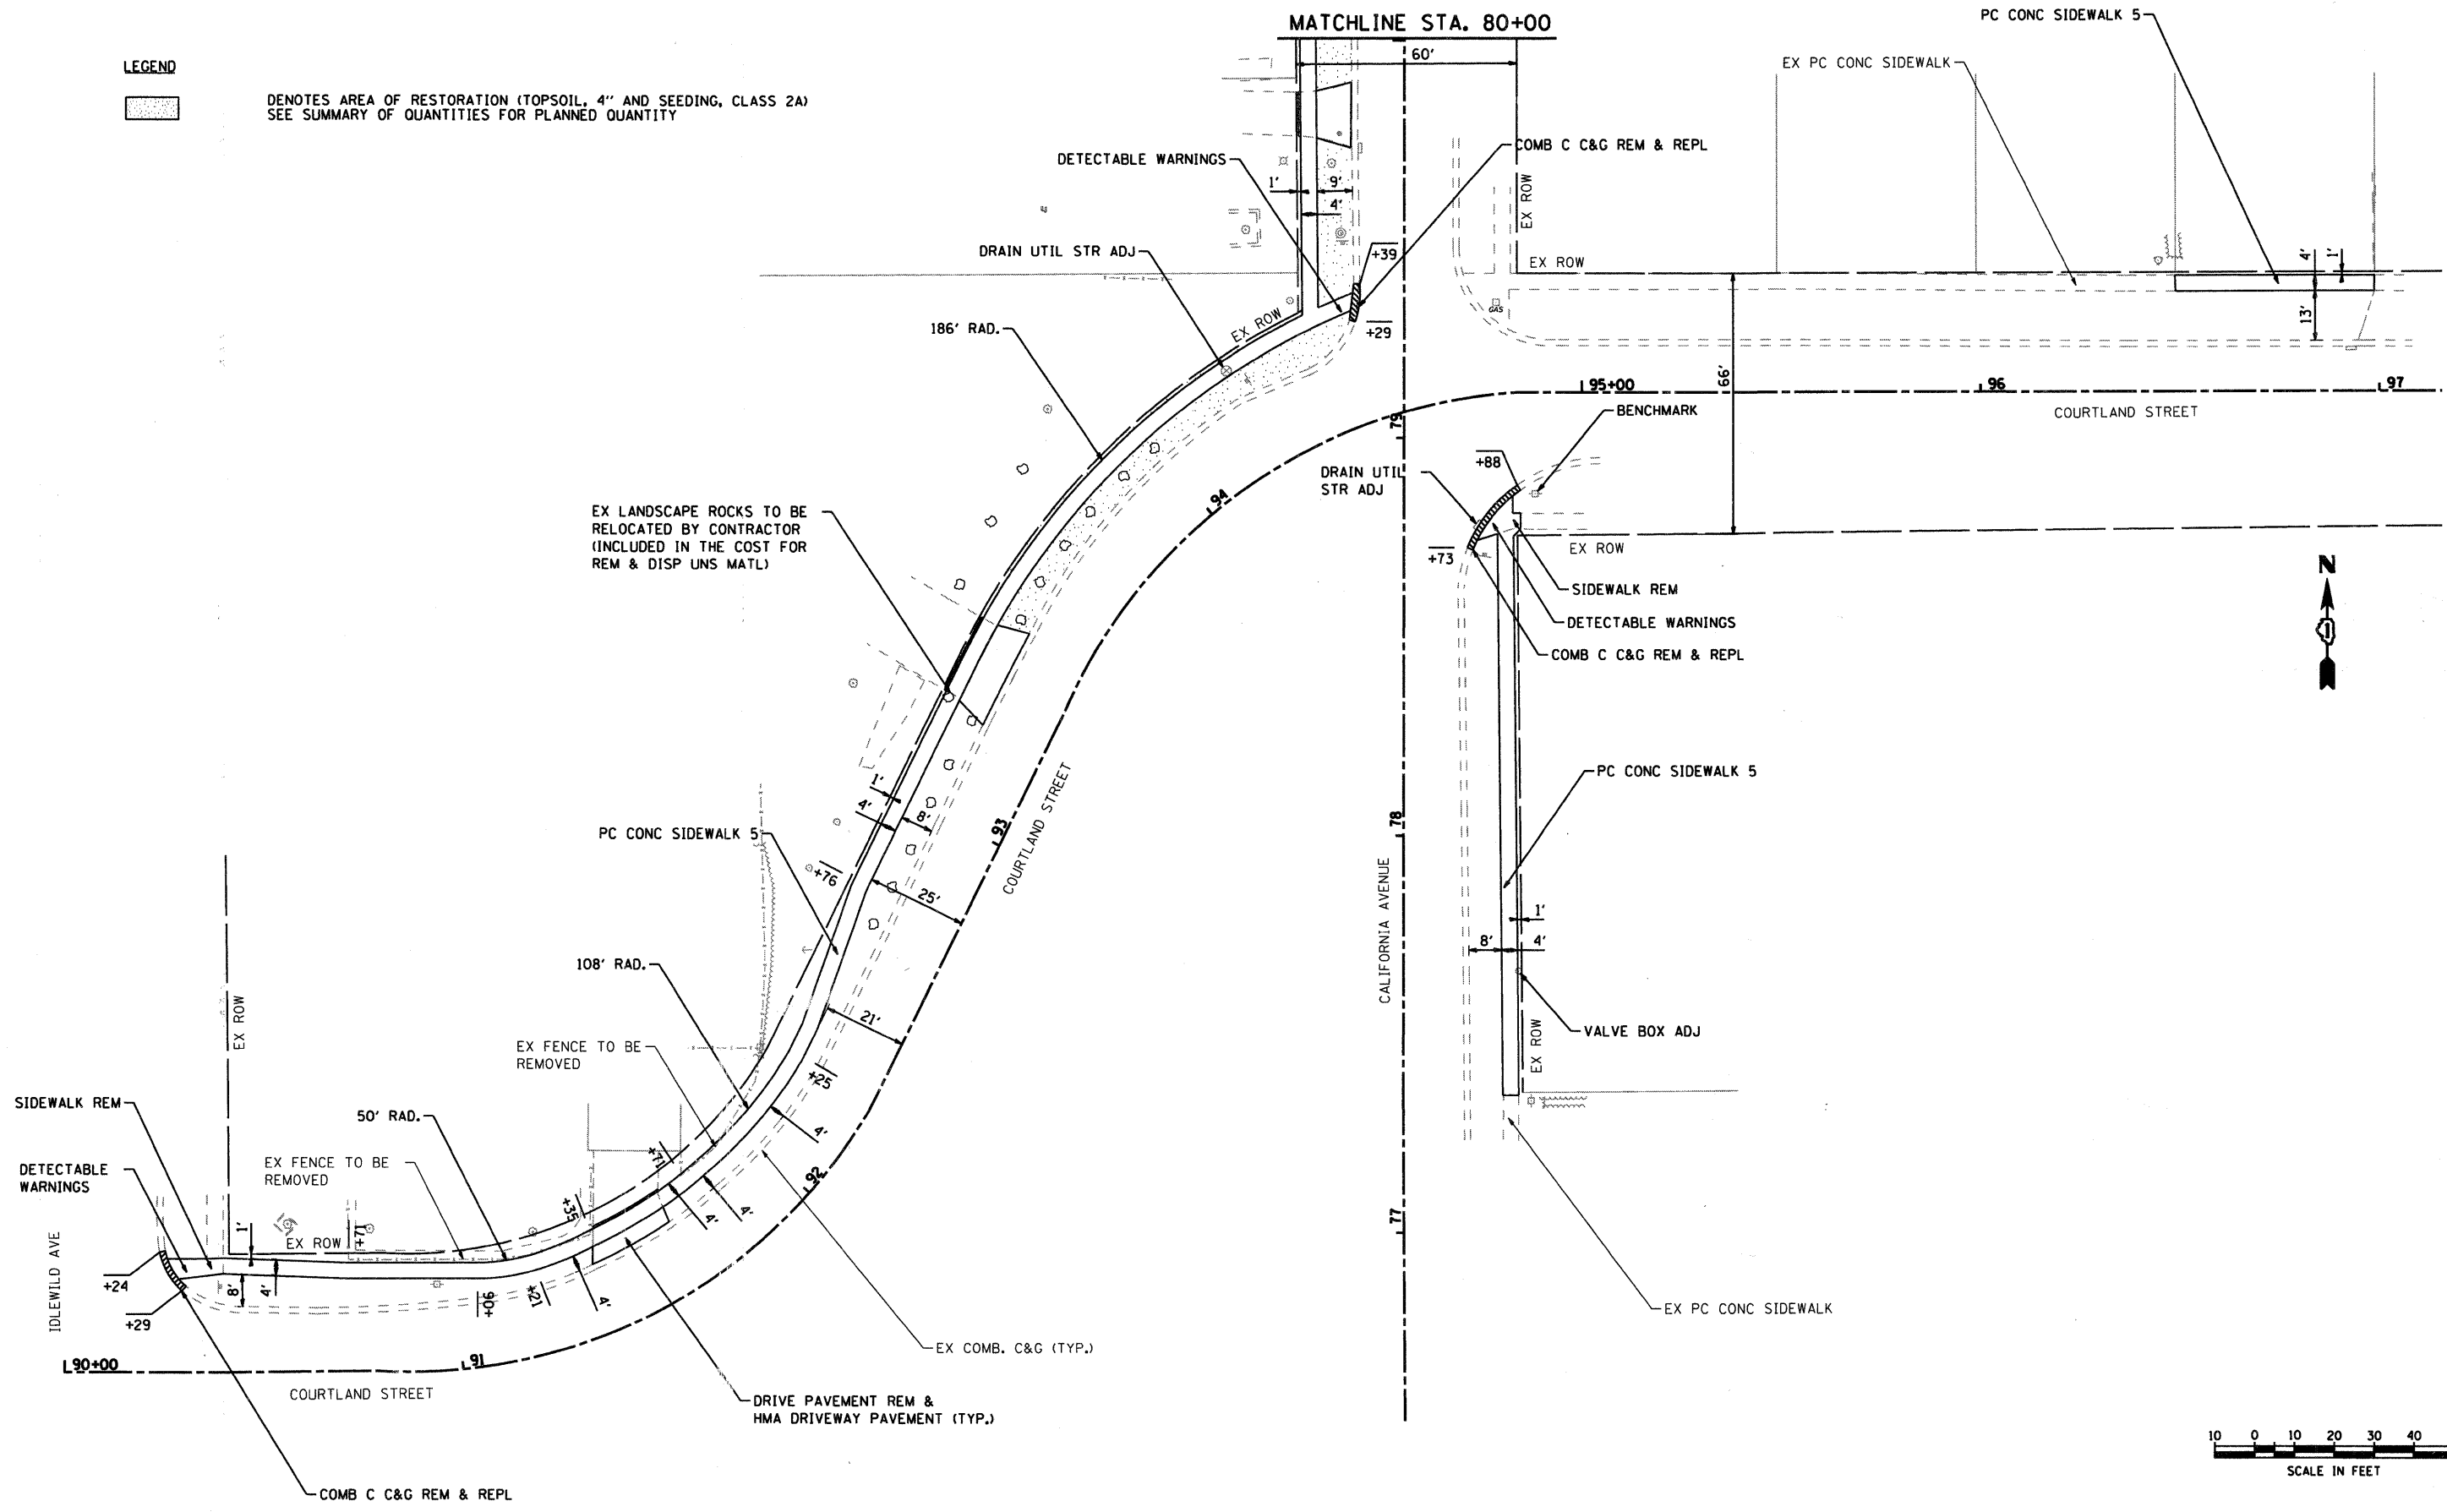 MATCHLINE STA. 80+00
PC CONC SIDEWALK 5
60'
EX PC CONC SIDEWALK
LEGEND
DENOTES AREA OF RESTORATION (TOPSOIL, 4" AND SEEDING, CLASS 2A)
SEE SUMMARY OF QUANTITIES FOR PLANNED QUANTITY
COMB C C&G REM & REPL
DETECTABLE WARNINGS
1'
9'
4'
EX ROW
DRAIN UTIL STR ADJ
+39
EX ROW
4'
1'
GAS
13'
EX ROW
186' RAD.
+29
66'
95+00
96
97
COURTLAND STREET
BENCHMARK
79
+88
DRAIN UTIL
STR ADJ
94
EX LANDSCAPE ROCKS TO BE
RELOCATED BY CONTRACTOR
(INCLUDED IN THE COST FOR
REM & DISP UNS MATL)
+73
EX ROW
N
SIDEWALK REM
DETECTABLE WARNINGS
COMB C C&G REM & REPL
PC CONC SIDEWALK 5
1'
4'
8'
93
COURTLAND STREET
78
PC CONC SIDEWALK 5
+76
25'
CALIFORNIA AVENUE
1'
8'
4'
108' RAD.
21'
EX ROW
VALVE BOX ADJ
EX ROW
EX FENCE TO BE
REMOVED
+25
SIDEWALK REM
50' RAD.
4'
DETECTABLE
WARNINGS
EX FENCE TO BE
REMOVED
+71
92
4'
4'
+35
77
1'
EX ROW
+71
IDLEWILD AVE
+24
8'
4'
+06
+21
4'
+29
EX PC CONC SIDEWALK
EX COMB. C&G (TYP.)
90+00
91
COURTLAND STREET
DRIVE PAVEMENT REM &
HMA DRIVEWAY PAVEMENT (TYP.)
10 0 10 20 30 40
SCALE IN FEET
COMB C C&G REM & REPL